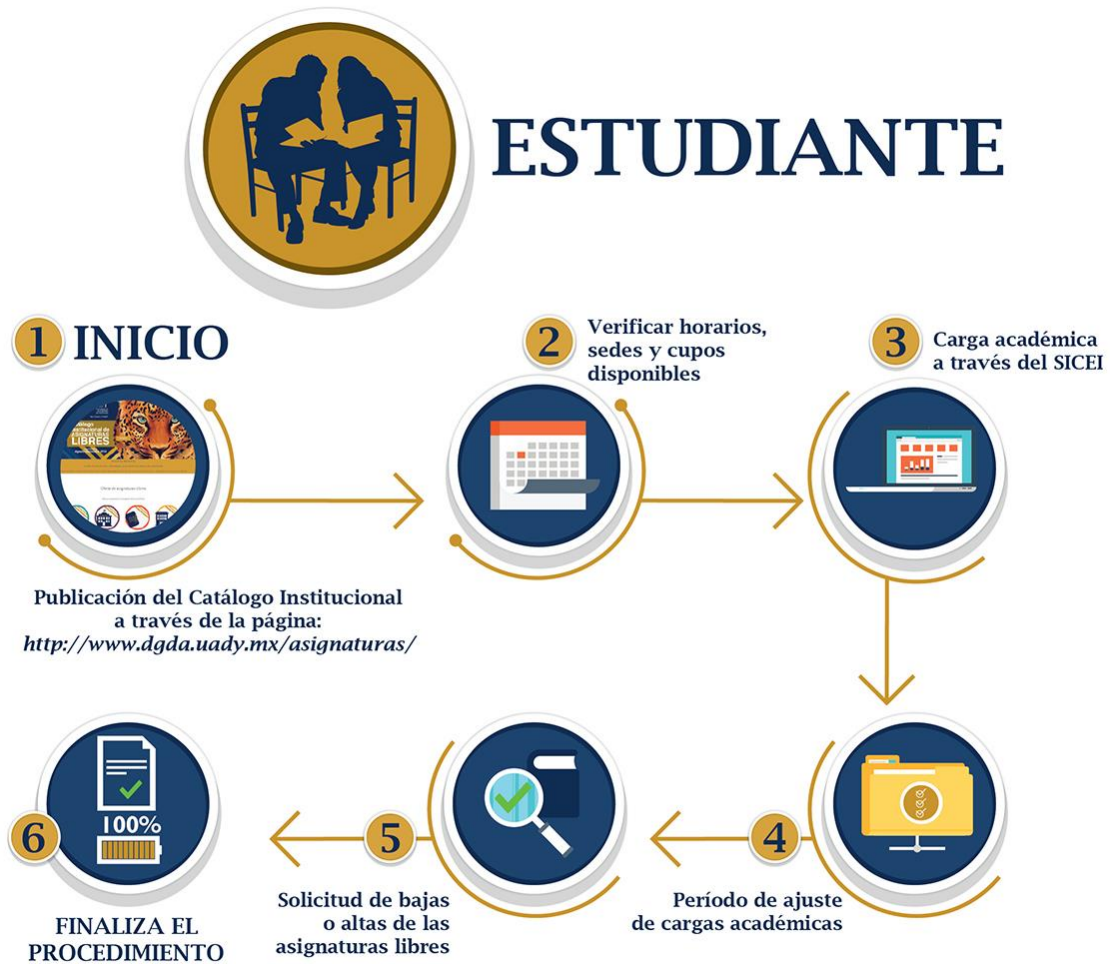 ESTUDIANTE
1 INICIO
Publicación del Catálogo Institucional
a través de la página:
http://www.dgda.uady.mx/asignaturas/
2
Verificar horarios,
sedes y cupos
disponibles
3
Carga académica
a través del SICEI
4
Período de ajuste
de cargas académicas
5
Solicitud de bajas
o altas de las
asignaturas libres
100%
6
FINALIZA EL
PROCEDIMIENTO